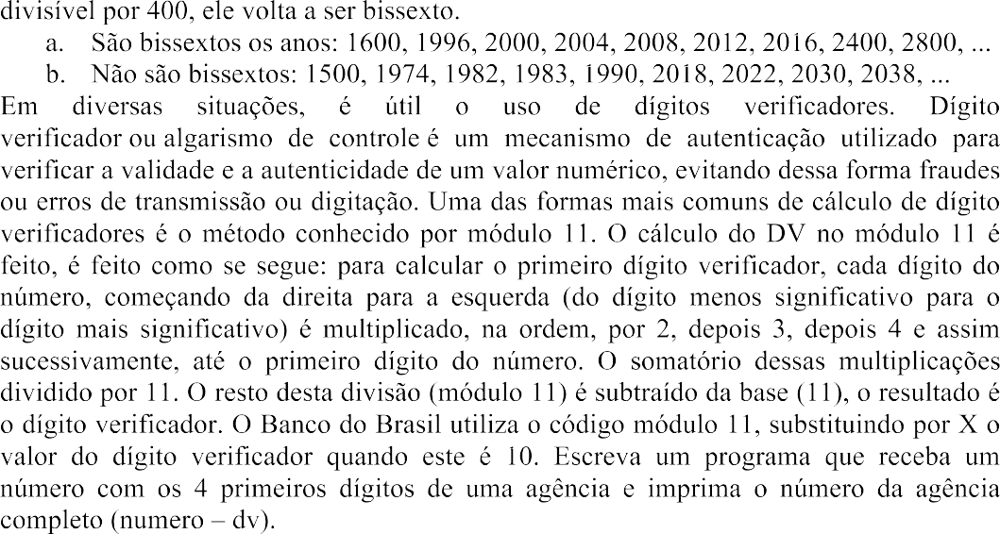 divisível por 400, ele volta a ser bissexto.
a. São bissextos os anos: 1600, 1996, 2000, 2004, 2008, 2012, 2016, 2400, 2800, ...
b. Não são bissextos: 1500, 1974, 1982, 1983, 1990, 2018, 2022, 2030, 2038, ...
Em diversas situações, é útil o uso de dígitos verificadores. Dígito
verificador ou algarismo de controle é um mecanismo de autenticação utilizado para
verificar a validade e a autenticidade de um valor numérico, evitando dessa forma fraudes
ou erros de transmissão ou digitação. Uma das formas mais comuns de cálculo de dígito
verificadores é o método conhecido por módulo 11. O cálculo do DV no módulo 11 é
feito, é feito como se segue: para calcular o primeiro dígito verificador, cada dígito do
número, começando da direita para a esquerda (do dígito menos significativo para o
dígito mais significativo) é multiplicado, na ordem, por 2, depois 3, depois 4 e assim
sucessivamente, até o primeiro dígito do número. O somatório dessas multiplicações
dividido por 11. O resto desta divisão (módulo 11) é subtraído da base (11), o resultado é
o dígito verificador. O Banco do Brasil utiliza o código módulo 11, substituindo por X o
valor do dígito verificador quando este é 10. Escreva um programa que receba um
número com os 4 primeiros dígitos de uma agência e imprima o número da agência
completo (numero – dv).